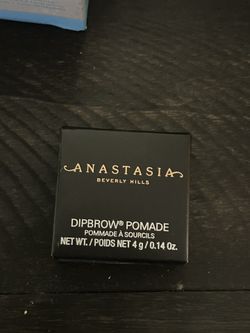 ANASTASIA
BEVERLY HILLS
DIPBROW® POMADE
POMMADE À SOURCILS
NET WT. / POIDS NET 4 g / 0.14 Oz.